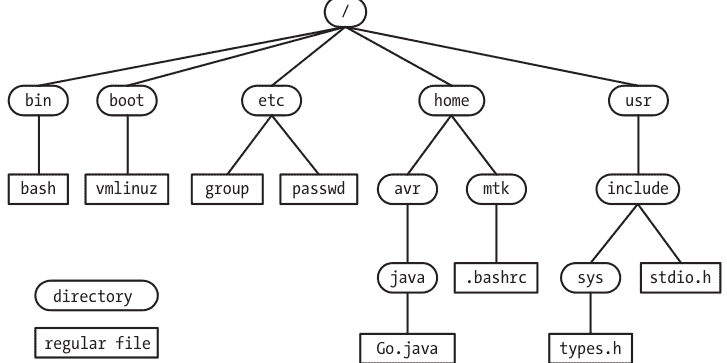 /
bin boot etc home usr
bash vmlinuz group passwd avr mtk include
java .bashrc sys stdio.h
directory
regular file Go.java types.h